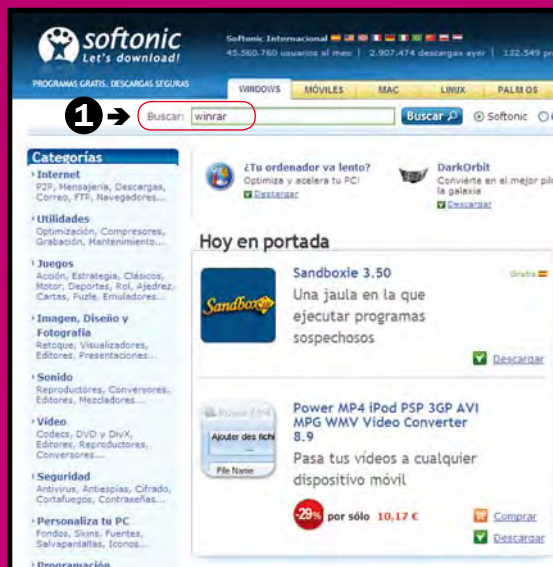 softonic
Let's download!
Softonic Internacional
45.560.760 usuarios al mes | 2.907.474 descargas ayer | 132.549
PROGRAMAS GRATIS, DESCARGAS SEGURAS
WINDOWS MÓVILES MAC LINUX PALM OS
1 Buscar: winrar Buscar Softonic
Categorías
Internet
P2P, Mensajería, Descargas,
Correo, FTP, Navegadores...
Utilidades
Optimización, Compresores,
Grabación, Mantenimiento...
Juegos
Acción, Estrategia, Clásicos,
Motor, Deportes, Rol, Ajedrez,
Cartas, Puzle, Emuladores...
Imagen, Diseño y
Fotografía
Retoque, Visualizadores,
Editores, Presentaciones...
Sonido
Reproductores, Conversores,
Editores, Mezcladores...
Vídeo
Codecs, DVD y DivX,
Editores, Reproductores,
Conversores...
Seguridad
Antivirus, Antiespías, Cifrado,
Cortafuegos, Contraseñas...
Personaliza tu PC
Fondos, Skins, Fuentes,
Salvapantallas, Iconos...
Programación
¿Tu ordenador va lento?
Optimiza y acelera tu PC!
Descargar
DarkOrbit
Conviérte en el mejor
la galaxia
Descargar
Hoy en portada
Sandboxie
Sandboxie 3.50
Gratis
Una jaula en la que
ejecutar programas
sospechosos
Descargar
Ajouter des fichi
...
File Name
Power MP4 iPod PSP 3GP AVI
MPG WMV Video Converter
8.9
Pasa tus vídeos a cualquier
dispositivo móvil
-29% por sólo 10,17 €
Comprar
Descargar